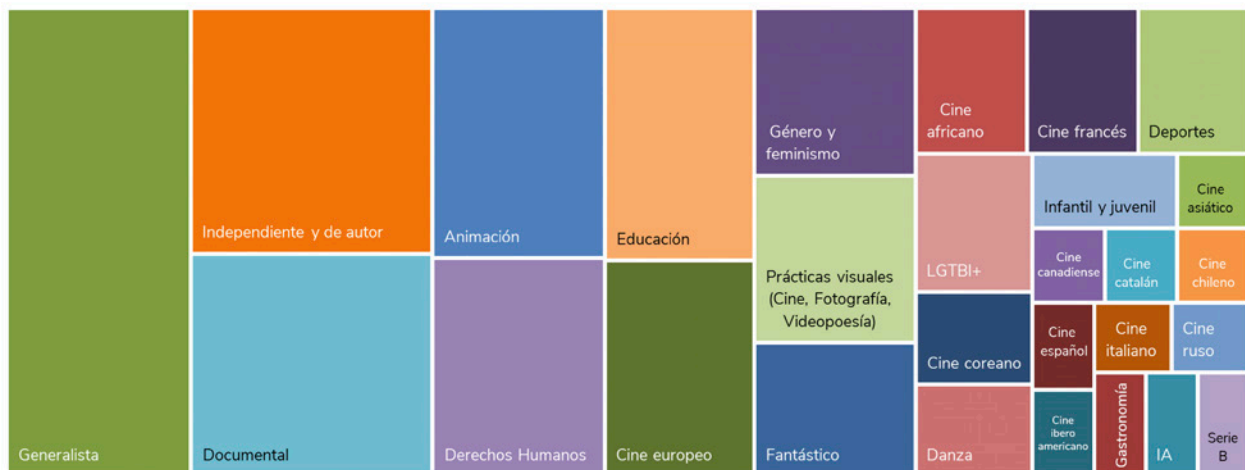 Generalista
Independiente y de autor
Documental
Animación
Derechos Humanos
Educación
Cine europeo
Género y
feminismo
Prácticas visuales
(Cine, Fotografía,
Videopoesía)
Fantástico
Cine
africano
Cine francés
Deportes
LGTBI+
Cine coreano
Danza
Infantil y juvenil
Cine
asiático
Cine
canadiense
Cine
catalán
Cine
chileno
Cine
español
Cine
italiano
Cine
ruso
Cine
ibero
americano
Gastronomía
IA
Serie
B